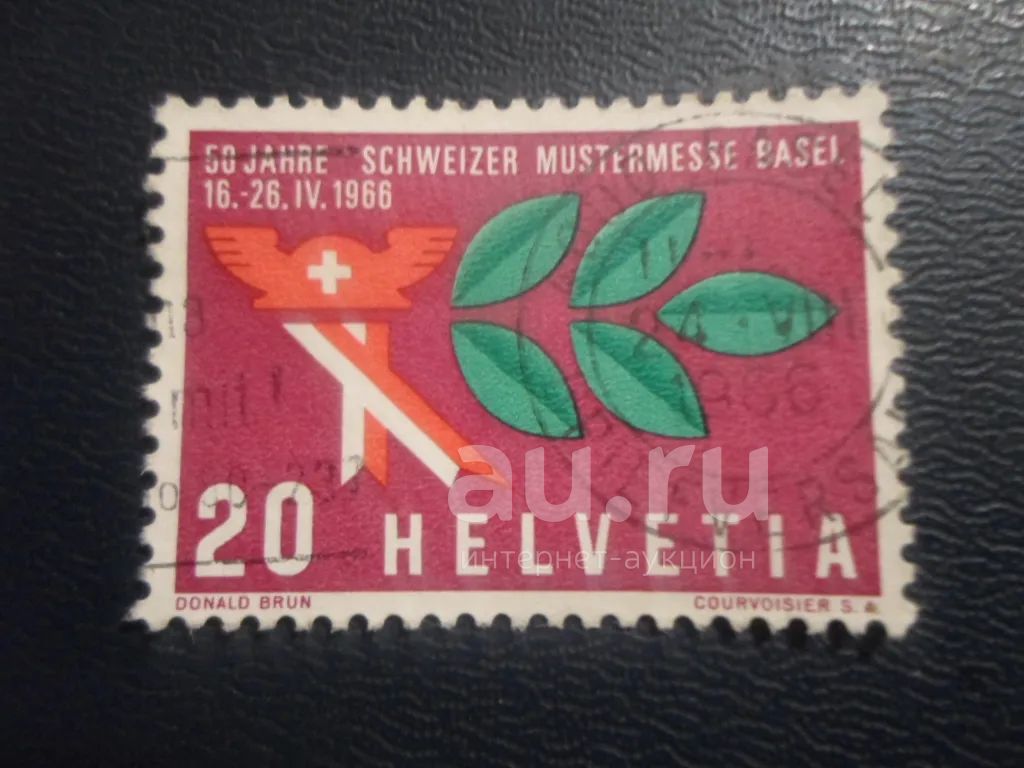 50 JAHRE SCHWEIZER MUSTERMESSE BASEL
16.-26.IV.1966
20 HELVETIA
DONALD BRUN COURVOISIER S.A.
au.ru
интернет-аукцион